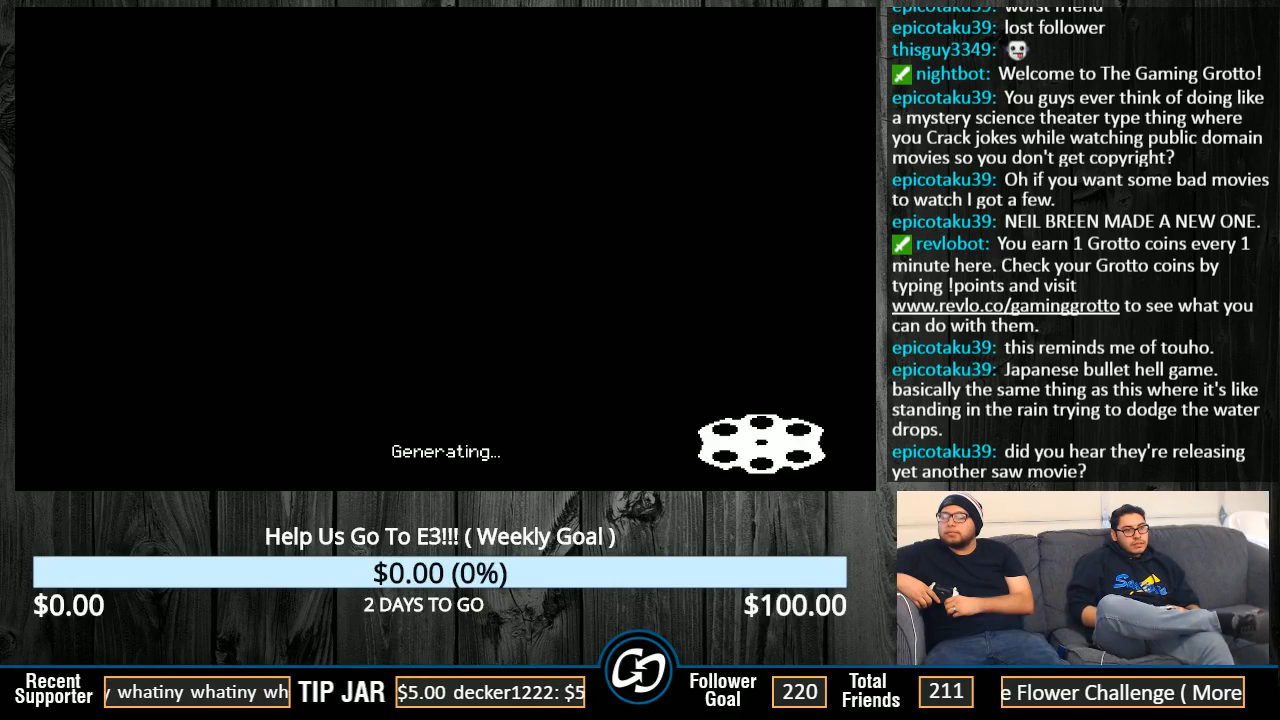 Generating...
epicotaku39: worst friend
epicotaku39: lost follower
thisguy3349:
nightbot: Welcome to The Gaming Grotto!
epicotaku39: You guys ever think of doing like
a mystery science theater type thing where
you Crack jokes while watching public domain
movies so you don't get copyright?
epicotaku39: Oh if you want some bad movies
to watch I got a few.
epicotaku39: NEIL BREEN MADE A NEW ONE.
revlobot: You earn 1 Grotto coins every 1
minute here. Check your Grotto coins by
typing !points and visit
www.revlo.co/gaminggrotto to see what you
can do with them.
epicotaku39: this reminds me of touho.
epicotaku39: Japanese bullet hell game.
basically the same thing as this where it's like
standing in the rain trying to dodge the water
drops.
epicotaku39: did you hear they're releasing
yet another saw movie?
Help Us Go To E3!!! ( Weekly Goal )
$0.00 (0%)
$0.00 2 DAYS TO GO $100.00
Recent Supporter
y whatiny whatiny wh
TIP JAR
$5.00 decker1222: $5
GG
Follower Goal
220
Total Friends
211
e Flower Challenge ( More